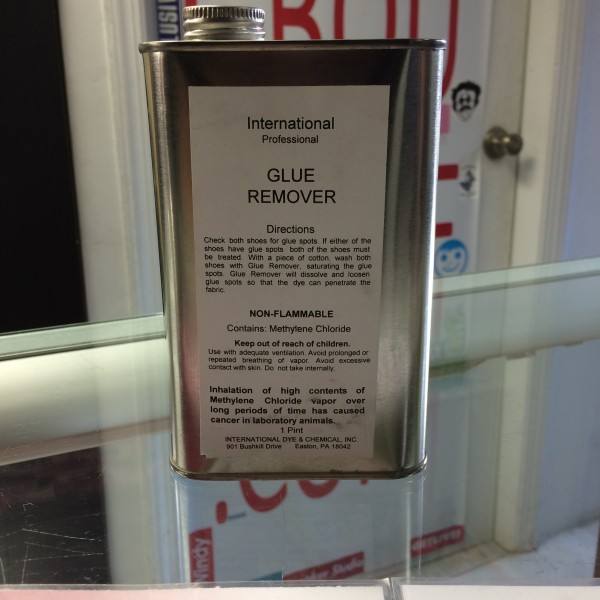 International
Professional
GLUE
REMOVER
Directions
Check both shoes for glue spots. If either of the
shoes have glue spots both of the shoes must
be treated. With a piece of cotton, wash both
shoes with Glue Remover, saturating the glue
spots. Glue Remover will dissolve and loosen
glue spots so that the dye can penetrate the
fabric.
NON-FLAMMABLE
Contains: Methylene Chloride
Keep out of reach of children.
Use with adequate ventilation. Avoid prolonged or
repeated breathing of vapor. Avoid excessive
contact with skin. Do not take internally.
Inhalation of high contents of
Methylene Chloride vapor over
long periods of time has caused
cancer in laboratory animals.
1 Pint
INTERNATIONAL DYE & CHEMICAL, INC.
901 Bushkill Drive Easton, PA 18042